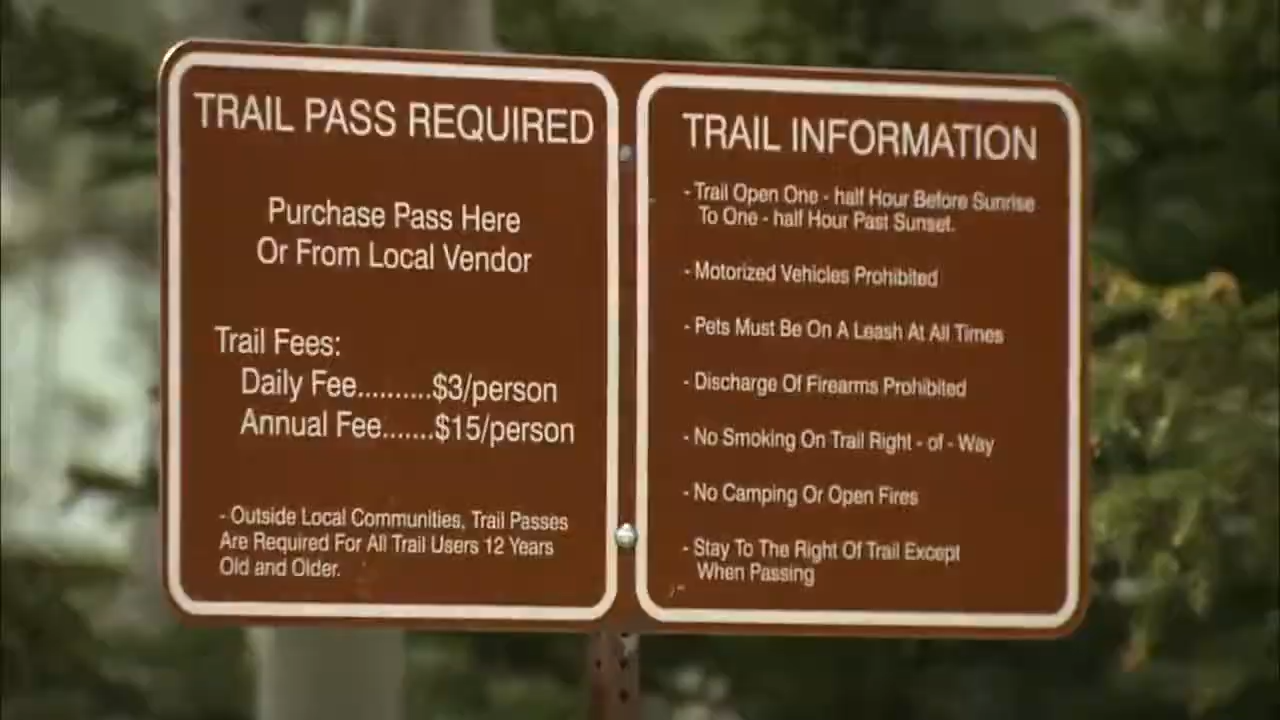 TRAIL PASS REQUIRED
Purchase Pass Here
Or From Local Vendor
Trail Fees:
Daily Fee..........$3/person
Annual Fee.......$15/person
- Outside Local Communities, Trail Passes
Are Required For All Trail Users 12 Years
Old and Older.
TRAIL INFORMATION
- Trail Open One - half Hour Before Sunrise
To One - half Hour Past Sunset.
- Motorized Vehicles Prohibited
- Pets Must Be On A Leash At All Times
- Discharge Of Firearms Prohibited
- No Smoking On Trail Right - of - Way
- No Camping Or Open Fires
- Stay To The Right Of Trail Except
When Passing